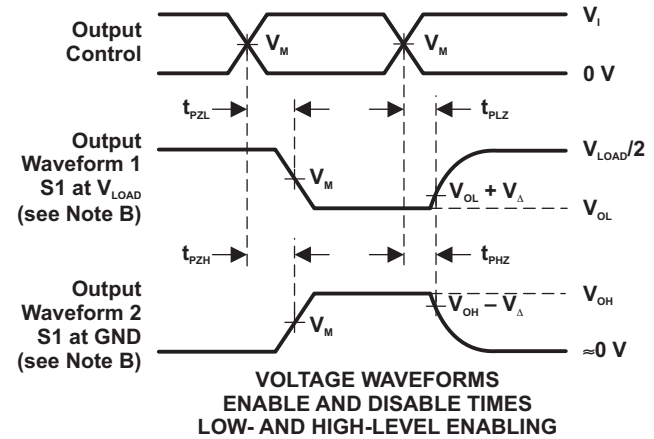 Output
Control
V_M
V_M
V_I
0 V
t_PZL
t_PLZ
Output
Waveform 1
S1 at V_LOAD
(see Note B)
V_M
V_OL + V_Δ
V_LOAD/2
V_OL
t_PZH
t_PHZ
Output
Waveform 2
S1 at GND
(see Note B)
V_M
V_OH – V_Δ
V_OH
≈0 V
VOLTAGE WAVEFORMS
ENABLE AND DISABLE TIMES
LOW- AND HIGH-LEVEL ENABLING